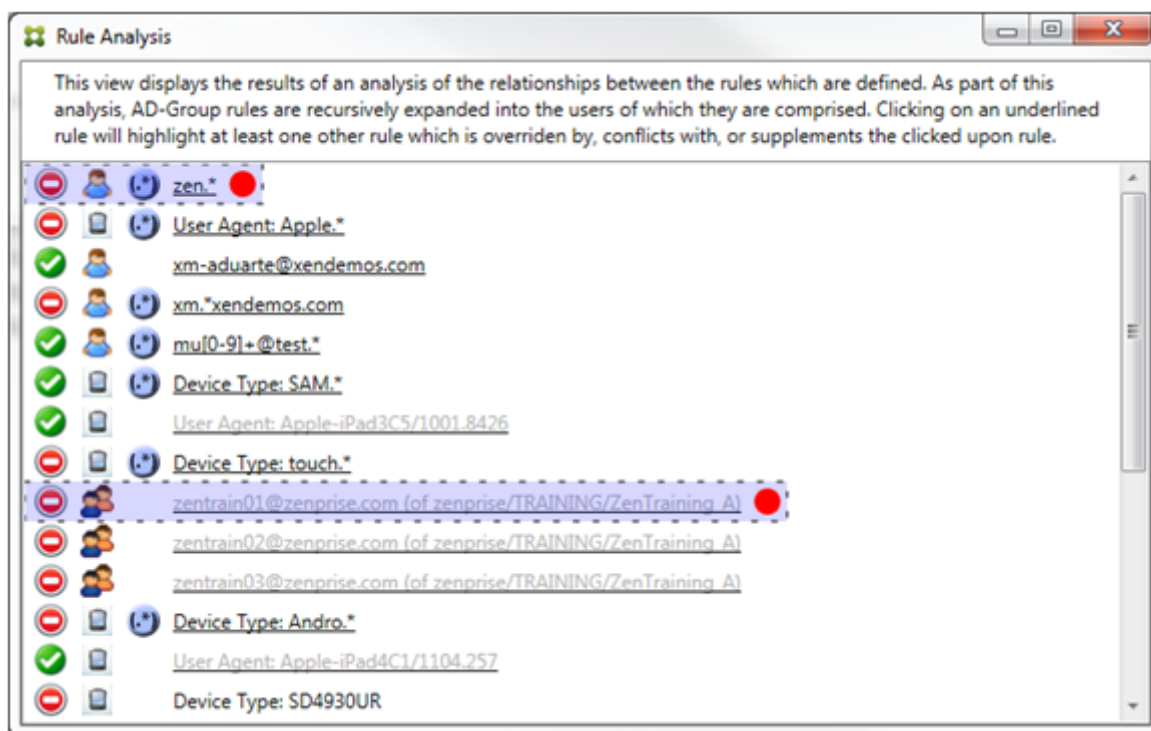 Rule Analysis
This view displays the results of an analysis of the relationships between the rules which are defined. As part of this
analysis, AD-Group rules are recursively expanded into the users of which they are comprised. Clicking on an underlined
rule will highlight at least one other rule which is overriden by, conflicts with, or supplements the clicked upon rule.
(.*) zen.*
(.*) User Agent: Apple.*
xm-aduarte@xendemos.com
(.*) xm.*xendemos.com
(.*) mu[0-9]+@test.*
(.*) Device Type: SAM.*
User Agent: Apple-iPad3C5/1001.8426
(.*) Device Type: touch.*
zentrain01@zenprise.com (of zenprise/TRAINING/ZenTraining_A)
zentrain02@zenprise.com (of zenprise/TRAINING/ZenTraining_A)
zentrain03@zenprise.com (of zenprise/TRAINING/ZenTraining_A)
(.*) Device Type: Andro.*
User Agent: Apple-iPad4C1/1104.257
Device Type: SD4930UR